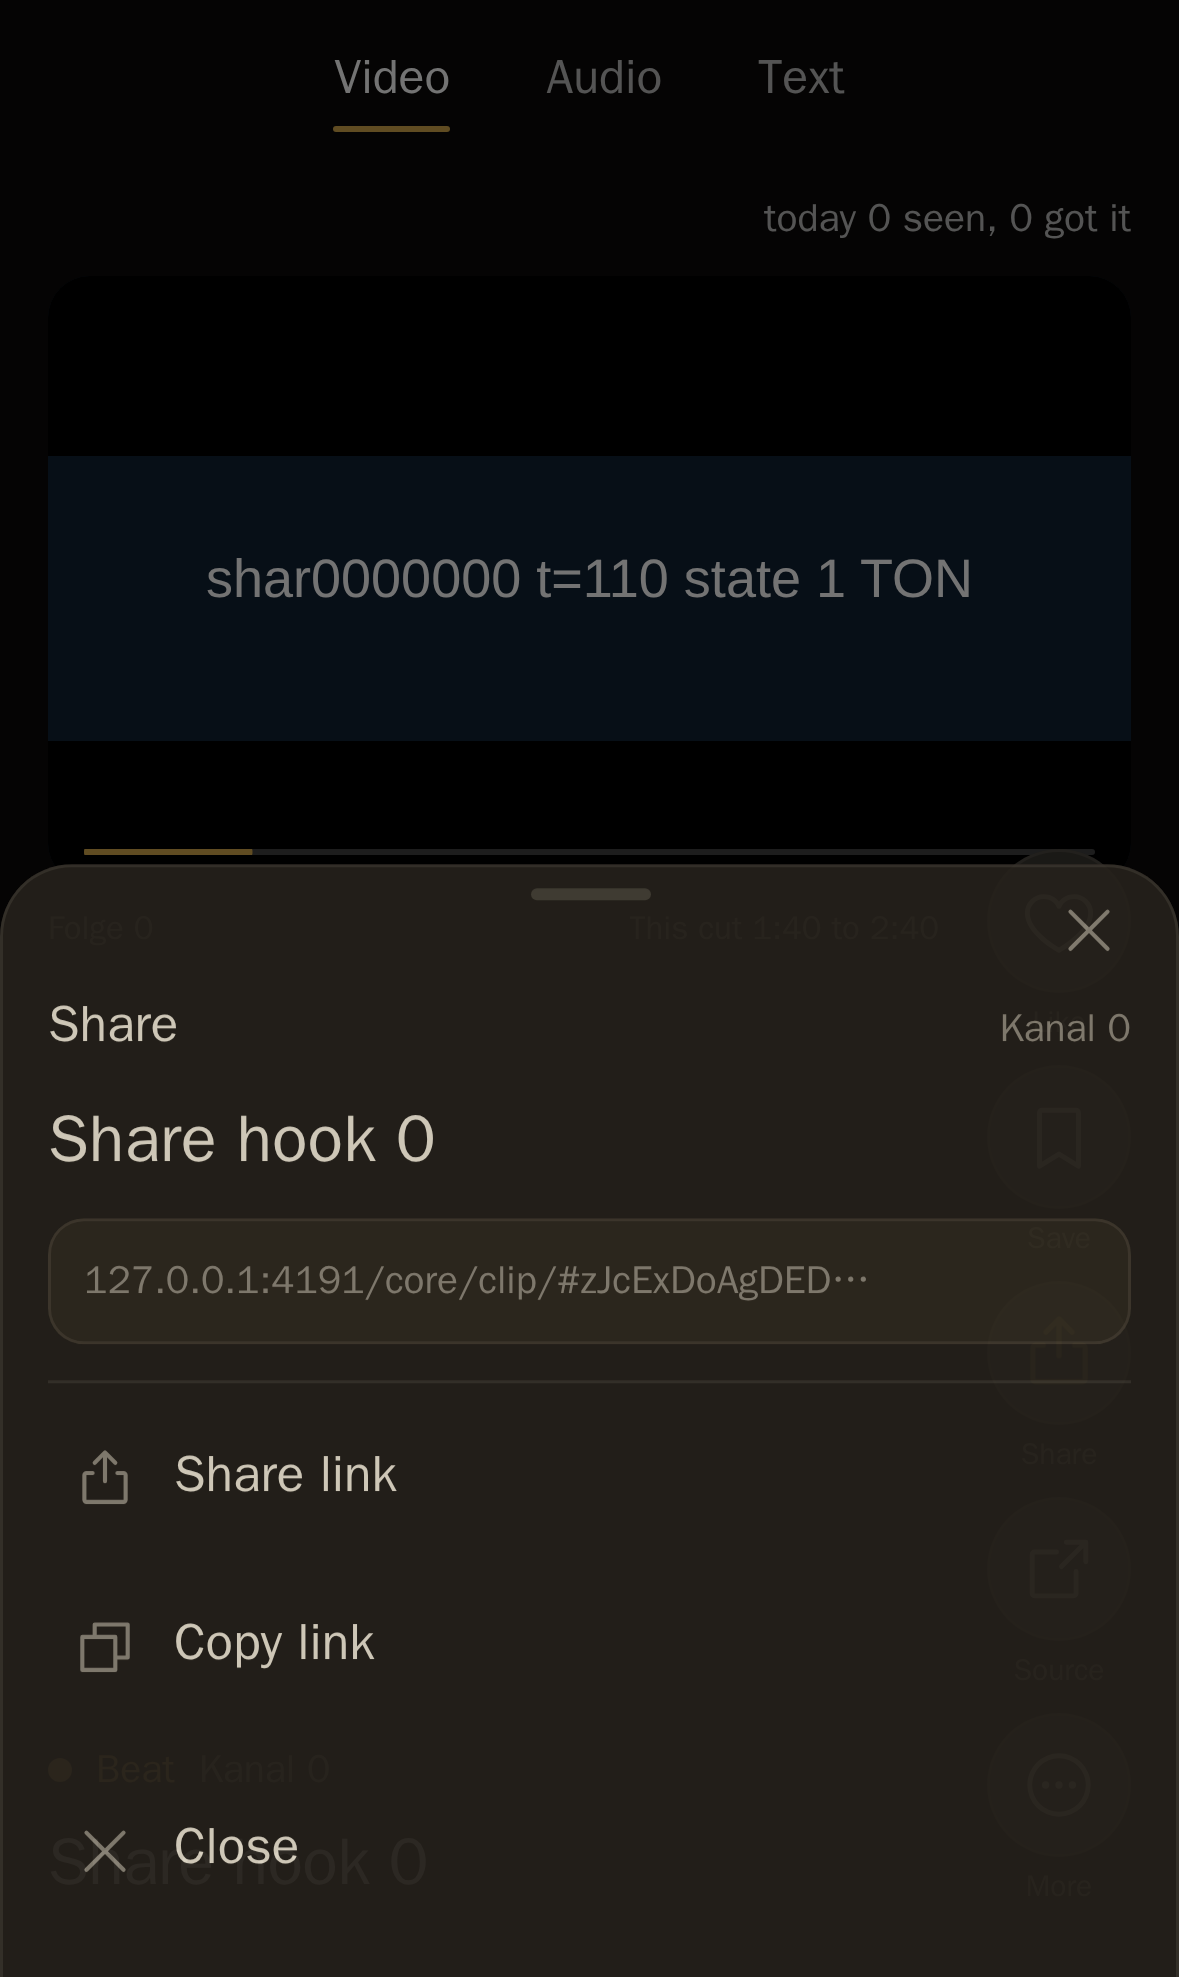 Video Audio Text
today 0 seen, 0 got it
shar0000000 t=110 state 1 TON
Folge 0 This cut 1:40 to 2:40
Share Kanal 0
Share hook 0
Save
127.0.0.1:4191/core/clip/#zJcExDoAgDED···
Share
Share link
Copy link
Source
Beat Kanal 0
Close
Share hook 0
More